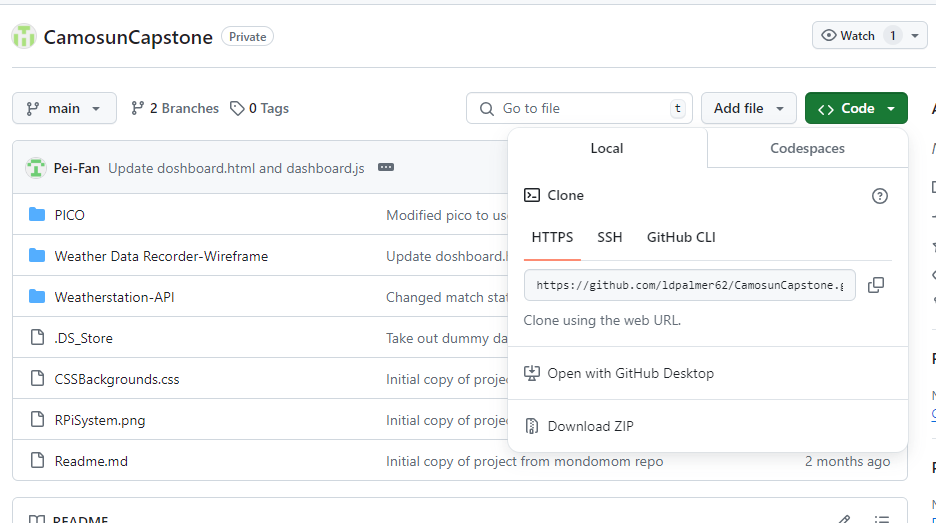 CamosunCapstone Private
Watch 1
main 2 Branches 0 Tags
Go to file t
Add file
Code
Local Codespaces
Clone
HTTPS SSH GitHub CLI
https://github.com/ldpalmer62/CamosunCapstone.g
Clone using the web URL.
Open with GitHub Desktop
Download ZIP
Pei-Fan Update doshboard.html and dashboard.js
PICO Modified pico to us
Weather Data Recorder-Wireframe Update doshboard.
Weatherstation-API Changed match sta
.DS_Store Take out dummy da
CSSBackgrounds.css Initial copy of projec
RPiSystem.png Initial copy of projec
Readme.md Initial copy of project from mondomom repo 2 months ago
README